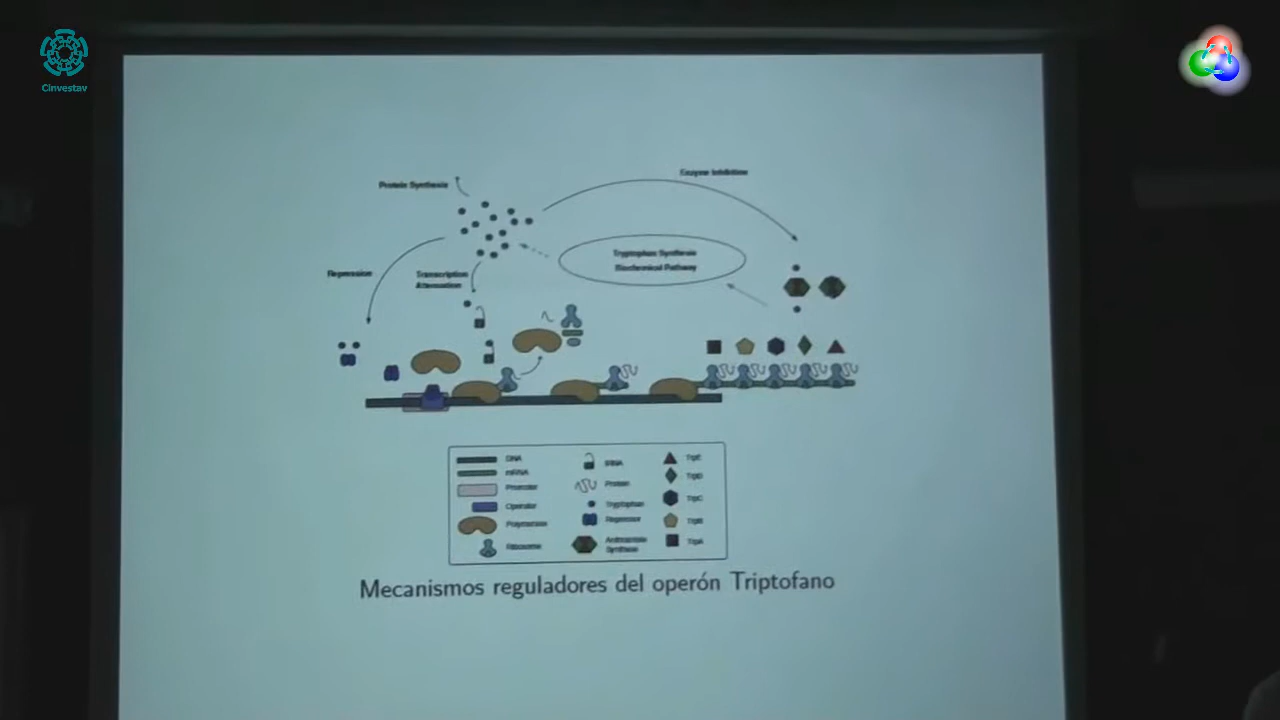 Cinvestav
Enzyme Inhibition
Protein Synthesis
Tryptophan Synthesis
Biochemical Pathway
Repression
Transcription
Attenuation
DNA
mRNA
Promoter
Operator
Polymerase
Ribosome
tRNA
Protein
Tryptophan
Repressor
Anthranilate
Synthase
TrpE
TrpD
TrpC
TrpB
TrpA
Mecanismos reguladores del operón Triptofano